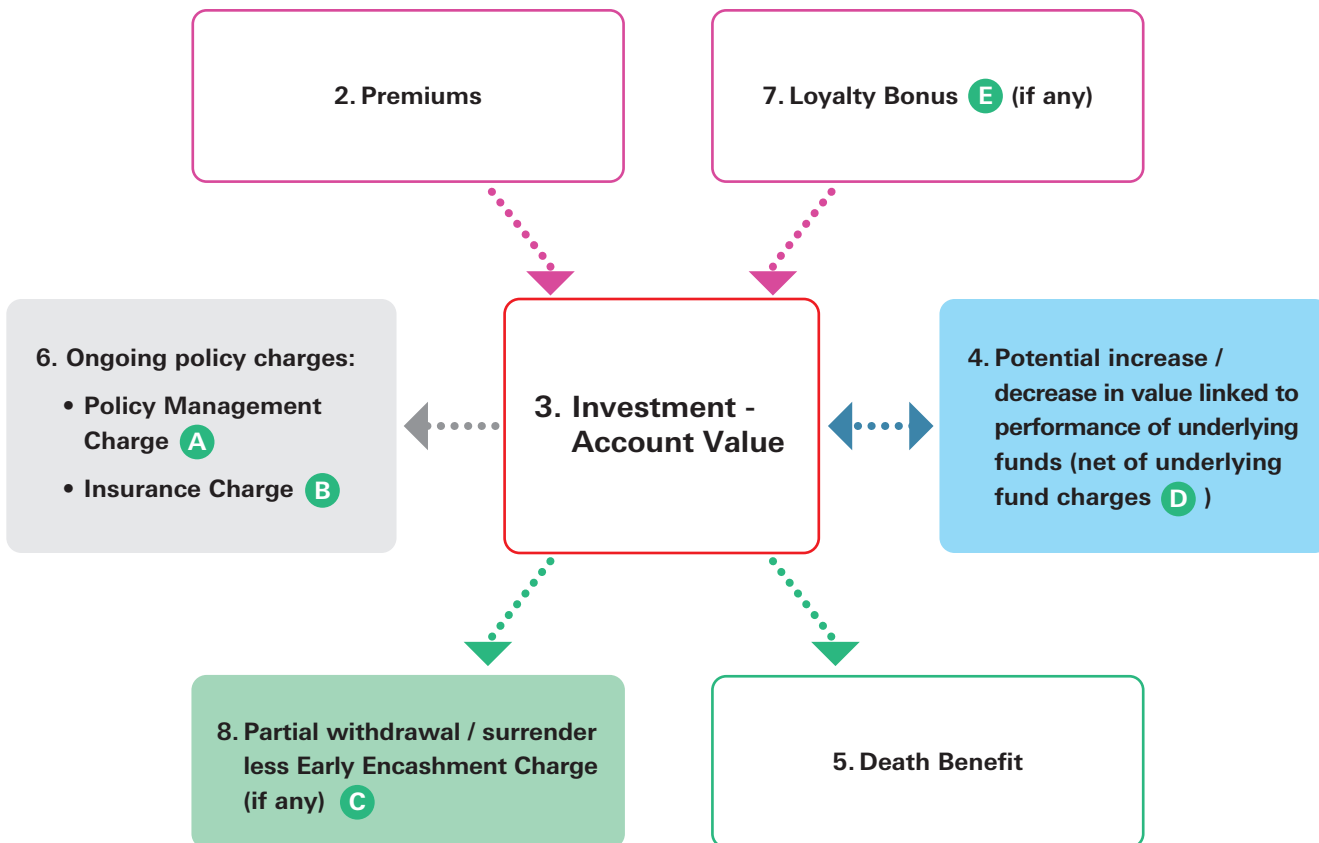 2. Premiums
7. Loyalty Bonus E (if any)
6. Ongoing policy charges:
• Policy Management
Charge A
• Insurance Charge B
3. Investment -
Account Value
4. Potential increase /
decrease in value linked to
performance of underlying
funds (net of underlying
fund charges D )
8. Partial withdrawal / surrender
less Early Encashment Charge
(if any) C
5. Death Benefit